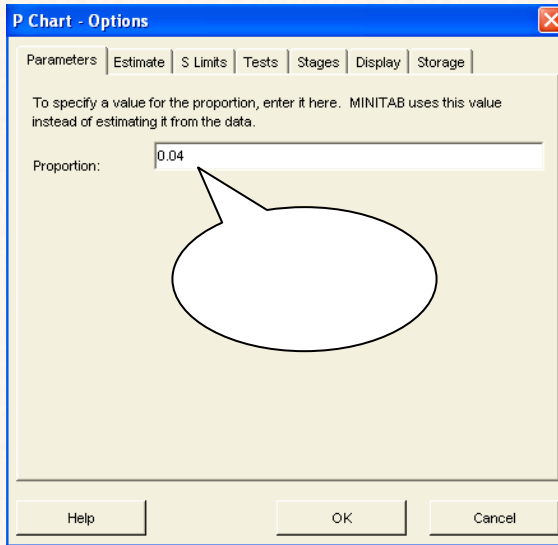 P Chart - Options
Parameters Estimate S Limits Tests Stages Display Storage
To specify a value for the proportion, enter it here. MINITAB uses this value
instead of estimating it from the data.
Proportion: 0.04
Help OK Cancel